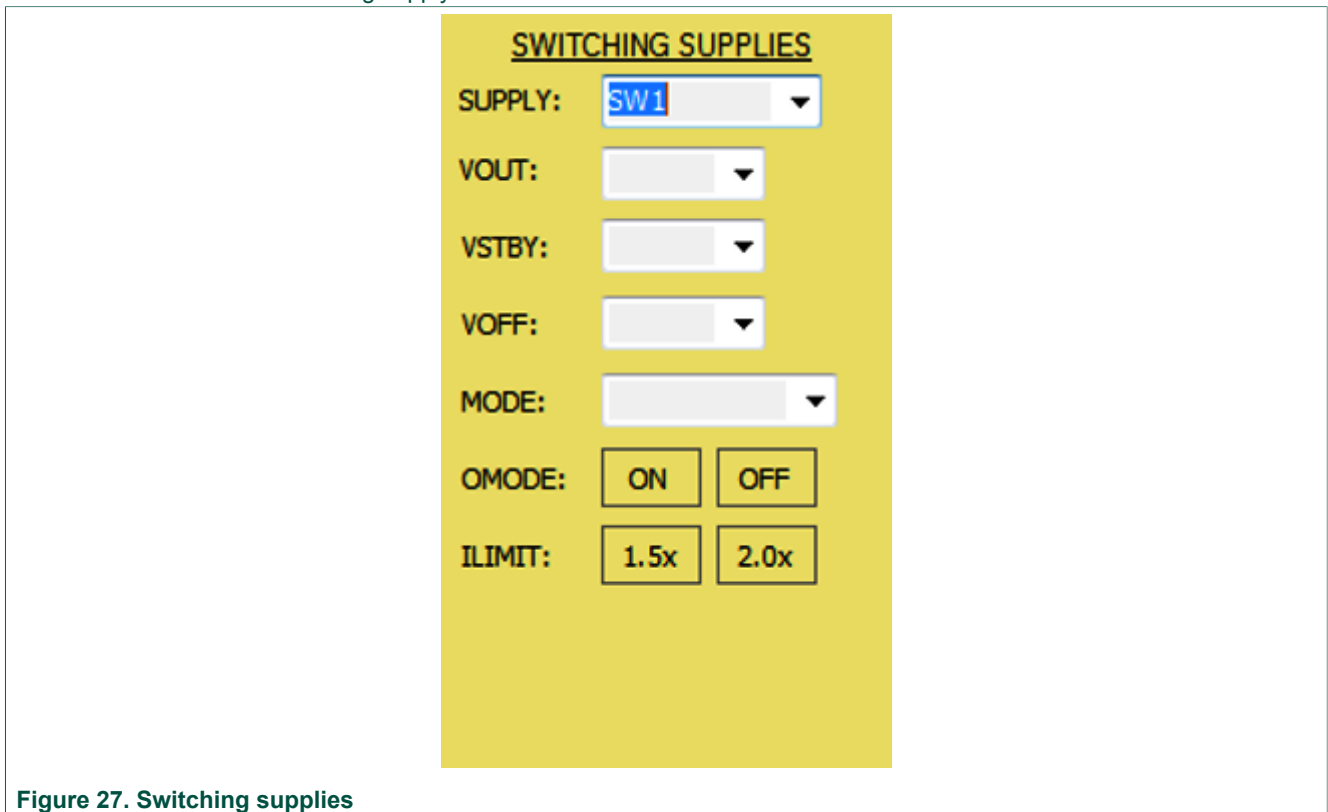 SWITCHING SUPPLIES
SUPPLY: SW1
VOUT:
VSTBY:
VOFF:
MODE:
OMODE: ON OFF
ILIMIT: 1.5x 2.0x
Figure 27. Switching supplies